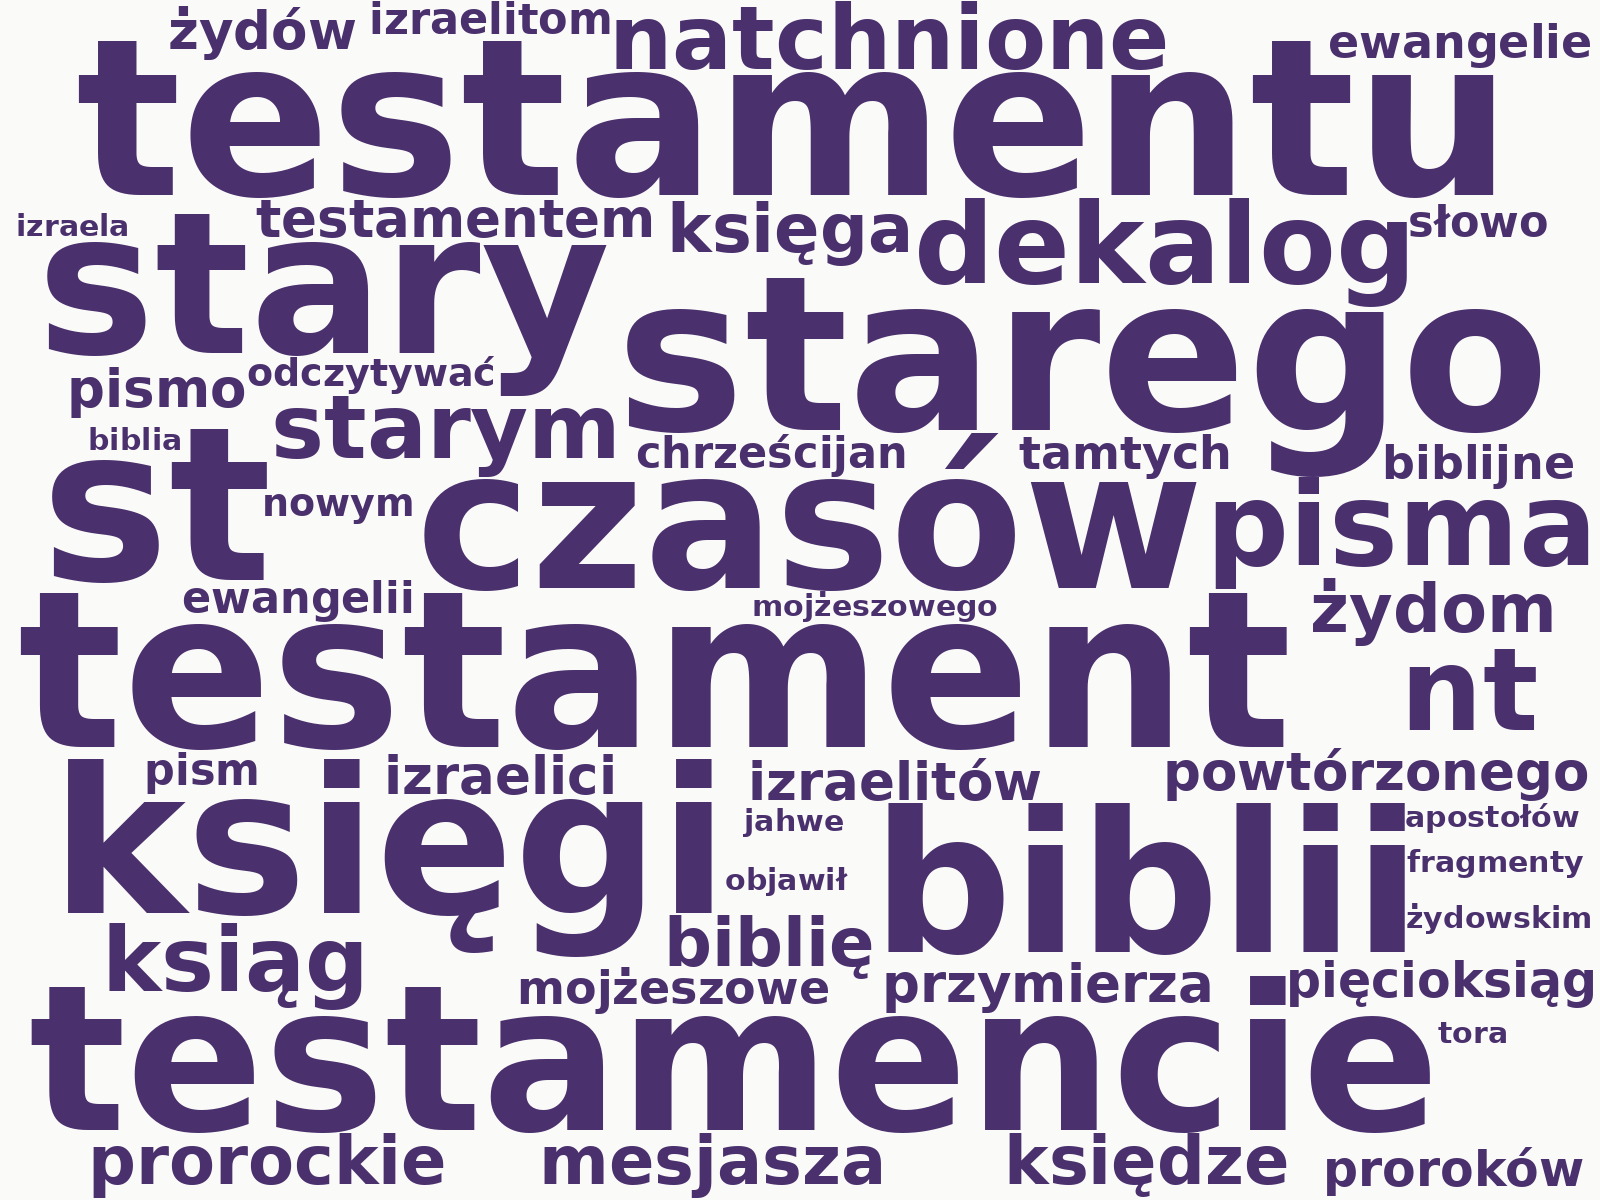 żydów izraelitom natchnione ewangelie
testamentu
izraela testamentem księga dekalog słowo
stary starego
pismo odczytywać
biblia starym chrześcijan tamtych biblijne
st nowym czasów pisma
ewangelii mojżeszowego żydom
testament nt
pism izraelici izraelitów powtórzonego
księgi jahwe biblii apostołów
objawił fragmenty
żydowskim
ksiąg biblię
mojżeszowe przymierza pięcioksiąg
testamencie tora
prorockie mesjasza księdze proroków